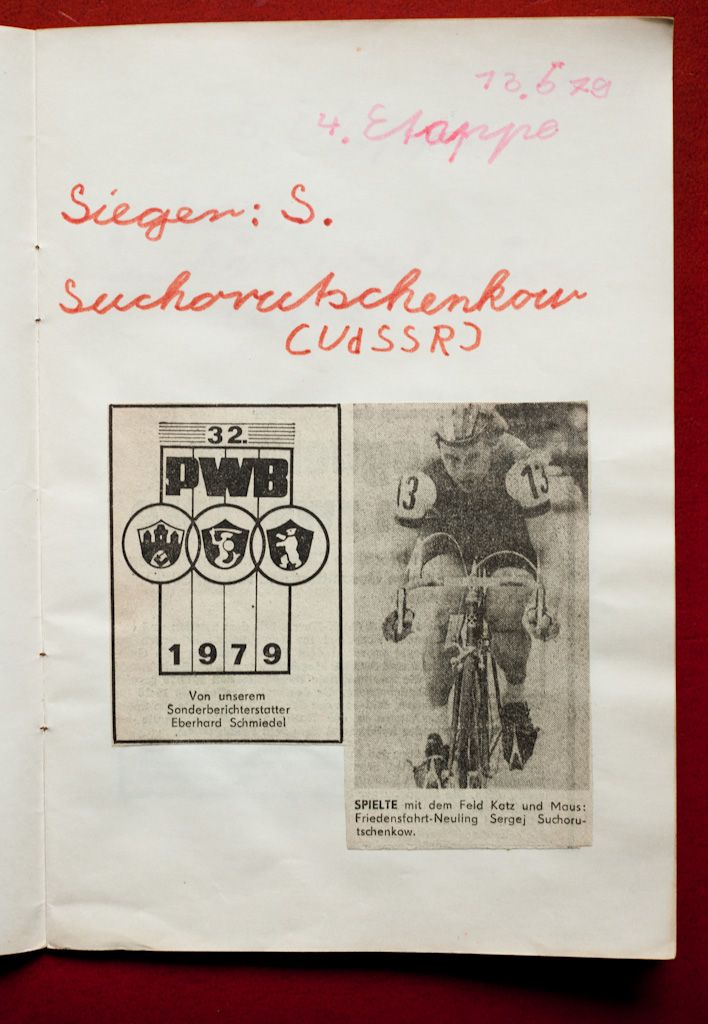 13.5 79
4. Etappe
Sieger: S.
Suchorutschenkow
(UdSSR)
32.
PWB
1979
Von unserem
Sonderberichterstatter
Eberhard Schmiedel
13
13
SPIELTE mit dem Feld Katz und Maus:
Friedensfahrt-Neuling Sergej Suchoru-
tschenkow.